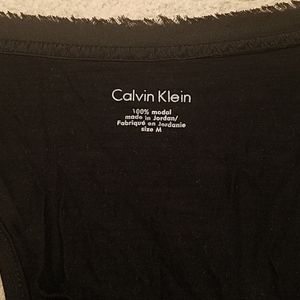 Calvin Klein
100% modal
made in Jordan/
Fabriqué en Jordanie
size M